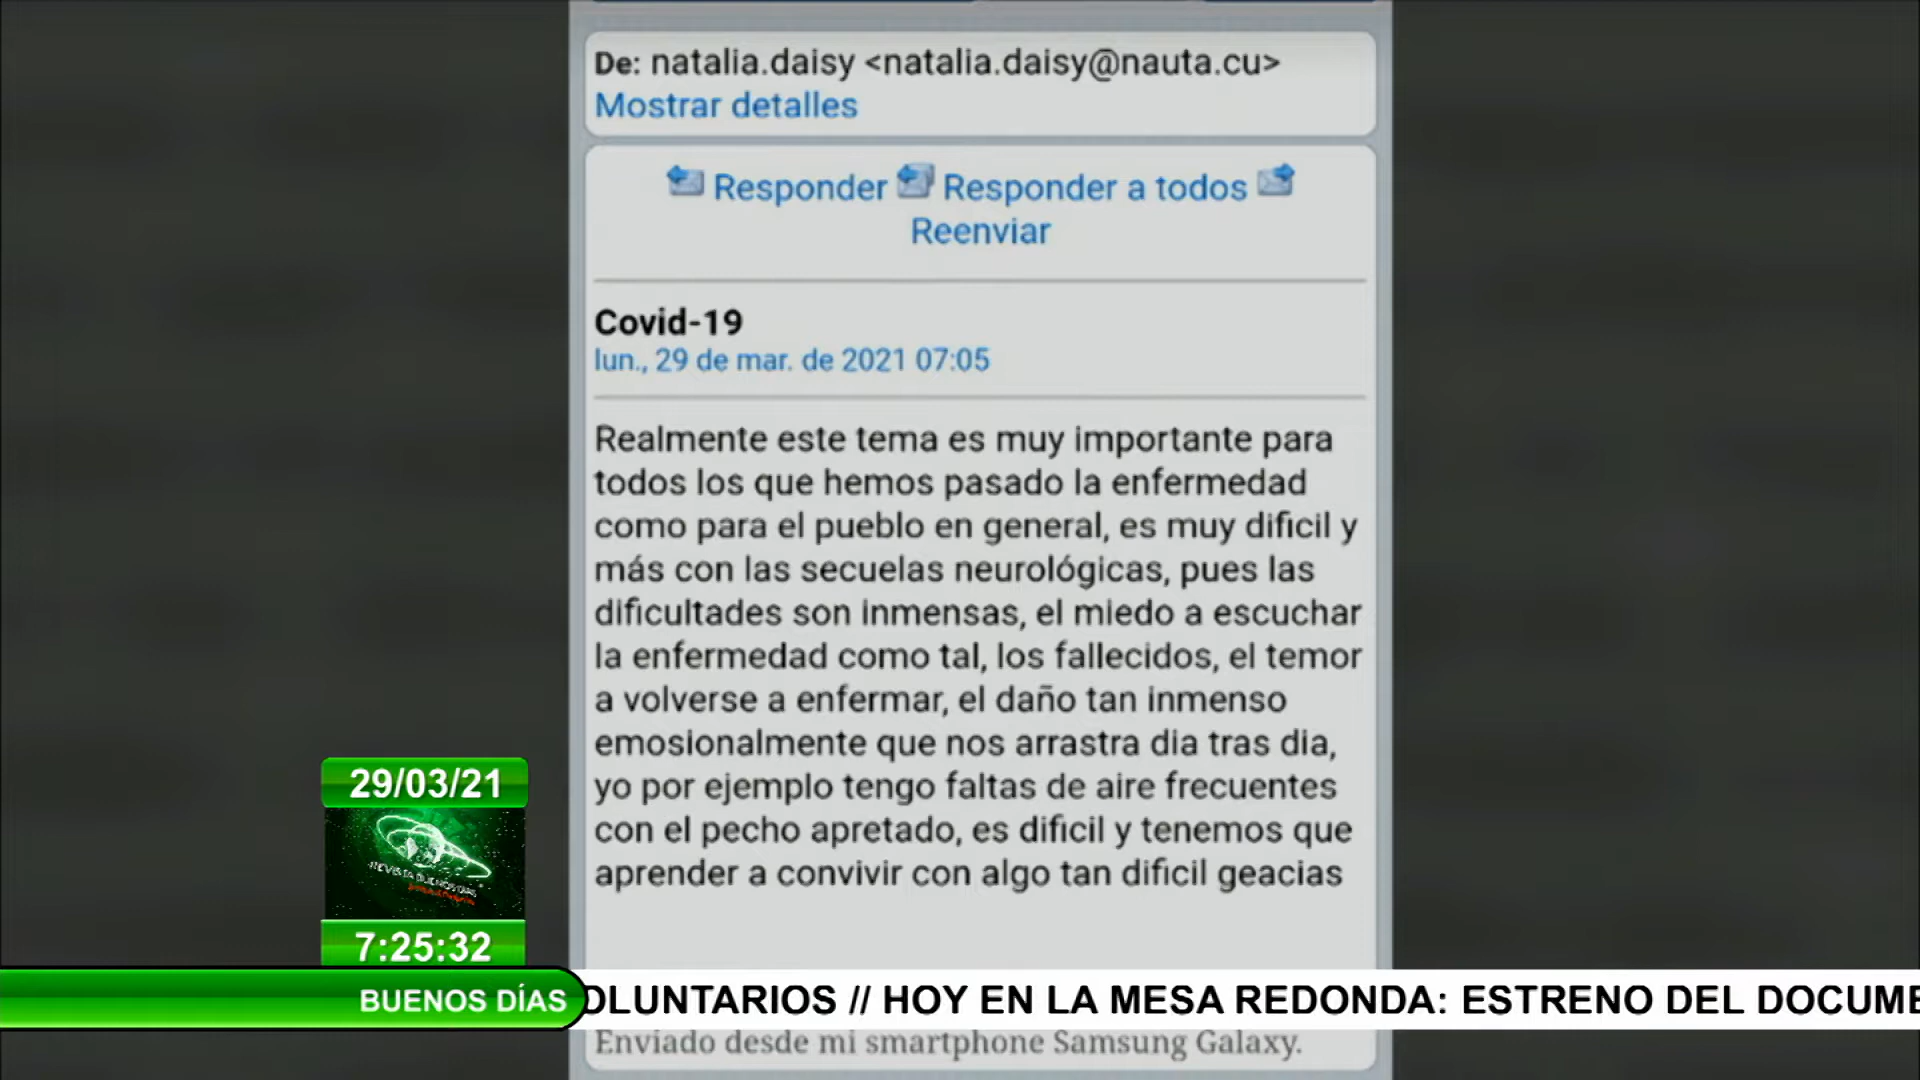 De: natalia.daisy <natalia.daisy@nauta.cu>
Mostrar detalles
Responder Responder a todos
Reenviar
Covid-19
lun., 29 de mar. de 2021 07:05
Realmente este tema es muy importante para
todos los que hemos pasado la enfermedad
como para el pueblo en general, es muy dificil y
más con las secuelas neurológicas, pues las
dificultades son inmensas, el miedo a escuchar
la enfermedad como tal, los fallecidos, el temor
a volverse a enfermar, el daño tan inmenso
emosionalmente que nos arrastra dia tras dia,
yo por ejemplo tengo faltas de aire frecuentes
con el pecho apretado, es dificil y tenemos que
aprender a convivir con algo tan dificil geacias
29/03/21
REVISTA BUENOS DÍAS
7:25:32
BUENOS DÍAS
OLUNTARIOS // HOY EN LA MESA REDONDA: ESTRENO DEL DOCUME
Enviado desde mi smartphone Samsung Galaxy.